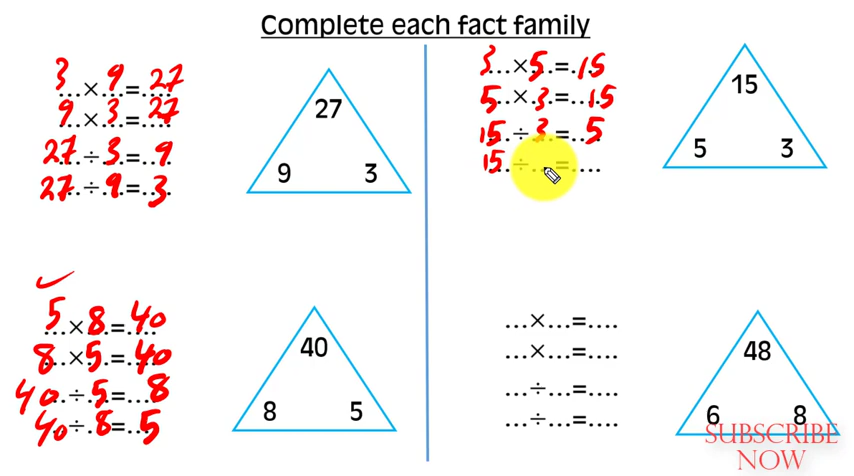 Complete each fact family
3 × 9 = 27
9 × 3 = 27
27 ÷ 3 = 9
27 ÷ 9 = 3
27
9 3
3 × 5 = 15
5 × 3 = 15
15 ÷ 3 = 5
15 ÷ ... = ....
15
5 3
5 × 8 = 40
8 × 5 = 40
40 ÷ 5 = 8
40 ÷ 8 = 5
40
8 5
... × ... = ....
... × ... = ....
... ÷ ... = ....
... ÷ ... = ....
48
6 8
SUBSCRIBE
NOW